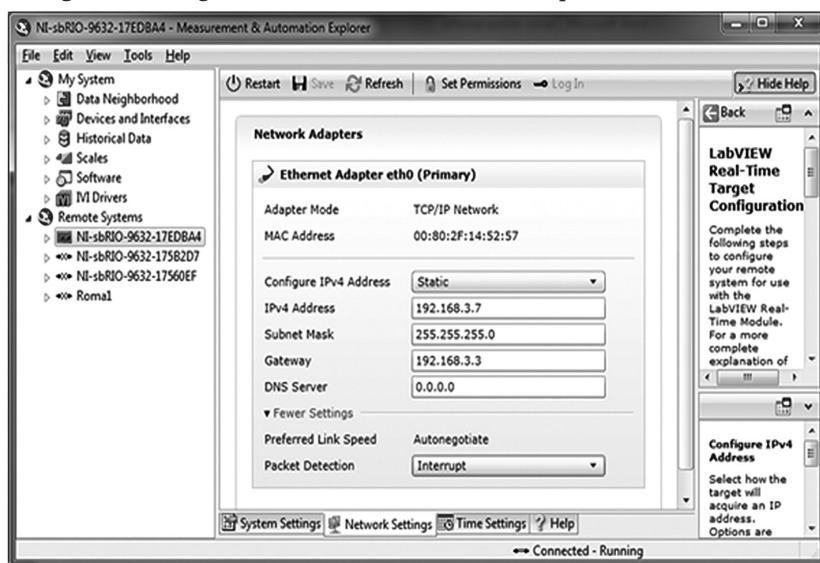 NI-sbRIO-9632-17EDBA4 - Measurement & Automation Explorer
File Edit View Tools Help
My System
Data Neighborhood
Devices and Interfaces
Historical Data
Scales
Software
IVI Drivers
Remote Systems
NI-sbRIO-9632-17EDBA4
NI-sbRIO-9632-175B2D7
NI-sbRIO-9632-17560EF
Roma1
Restart Save Refresh Set Permissions Log In Hide Help
Network Adapters
Ethernet Adapter eth0 (Primary)
Adapter Mode TCP/IP Network
MAC Address 00:80:2F:14:52:57
Configure IPv4 Address Static
IPv4 Address 192.168.3.7
Subnet Mask 255.255.255.0
Gateway 192.168.3.3
DNS Server 0.0.0.0
Fewer Settings
Preferred Link Speed Autonegotiate
Packet Detection Interrupt
System Settings Network Settings Time Settings Help
Back
LabVIEW
Real-Time
Target
Configuration
Complete the
following steps
to configure
your remote
system for use
with the
LabVIEW Real-
Time Module.
For a more
complete
explanation of
Configure IPv4
Address
Select how the
target will
acquire an IP
address.
Options are
Connected - Running